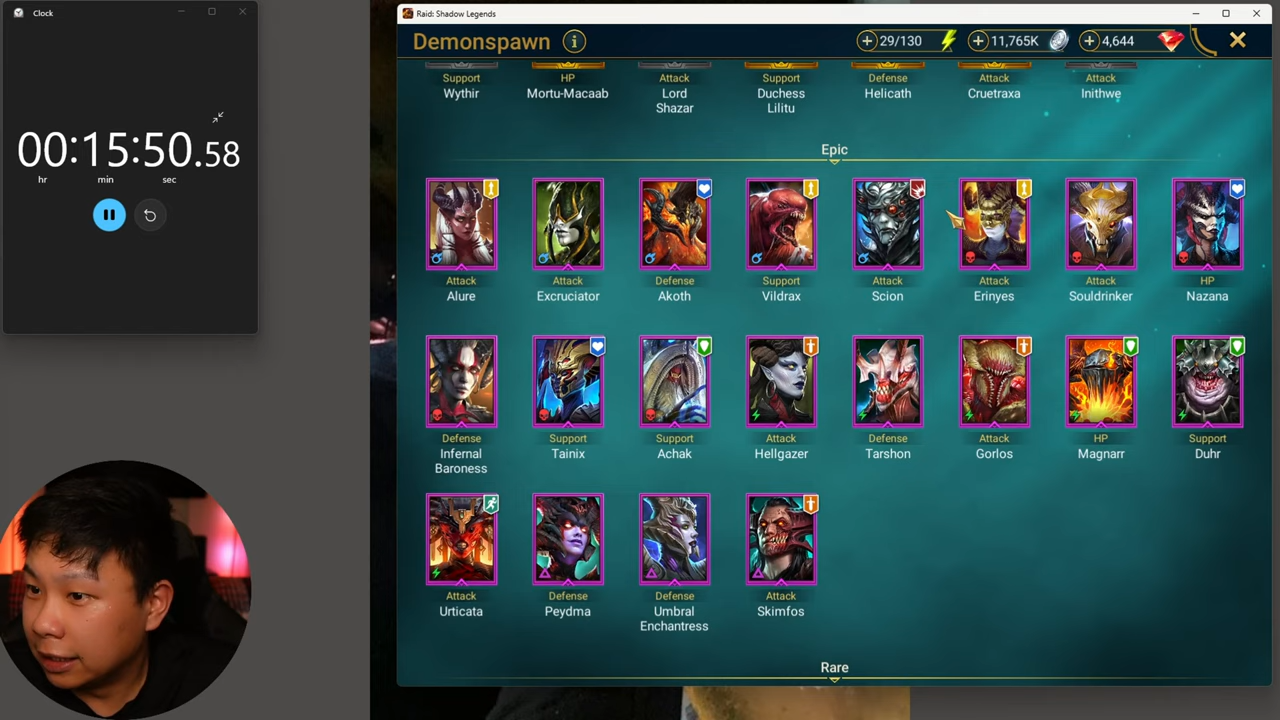 Clock
Raid: Shadow Legends
Demonspawn
29/130
11,765K
4,644
00:15:50.58
hr
min
sec
Support
HP
Attack
Support
Defense
Attack
Attack
Wythir
Mortu-Macaab
Lord
Shazar
Duchess
Lilitu
Helicath
Cruetraxa
Inithwe
Epic
Attack
Attack
Defense
Support
Attack
Attack
Attack
HP
Alure
Excruciator
Akoth
Vildrax
Scion
Erinyes
Souldrinker
Nazana
Defense
Support
Support
Attack
Defense
Attack
HP
Support
Infernal
Baroness
Tainix
Achak
Hellgazer
Tarshon
Gorlos
Magnarr
Duhr
Attack
Defense
Defense
Attack
Urticata
Peydma
Umbral
Enchantress
Skimfos
Rare